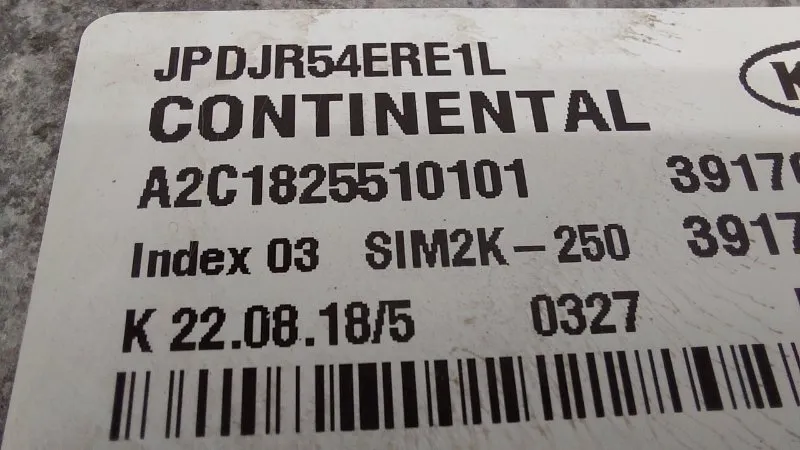 JPDJR54ERE1L
CONTINENTAL
A2C1825510101
Index 03 SIM2K-250
K 22.08.18/5 0327